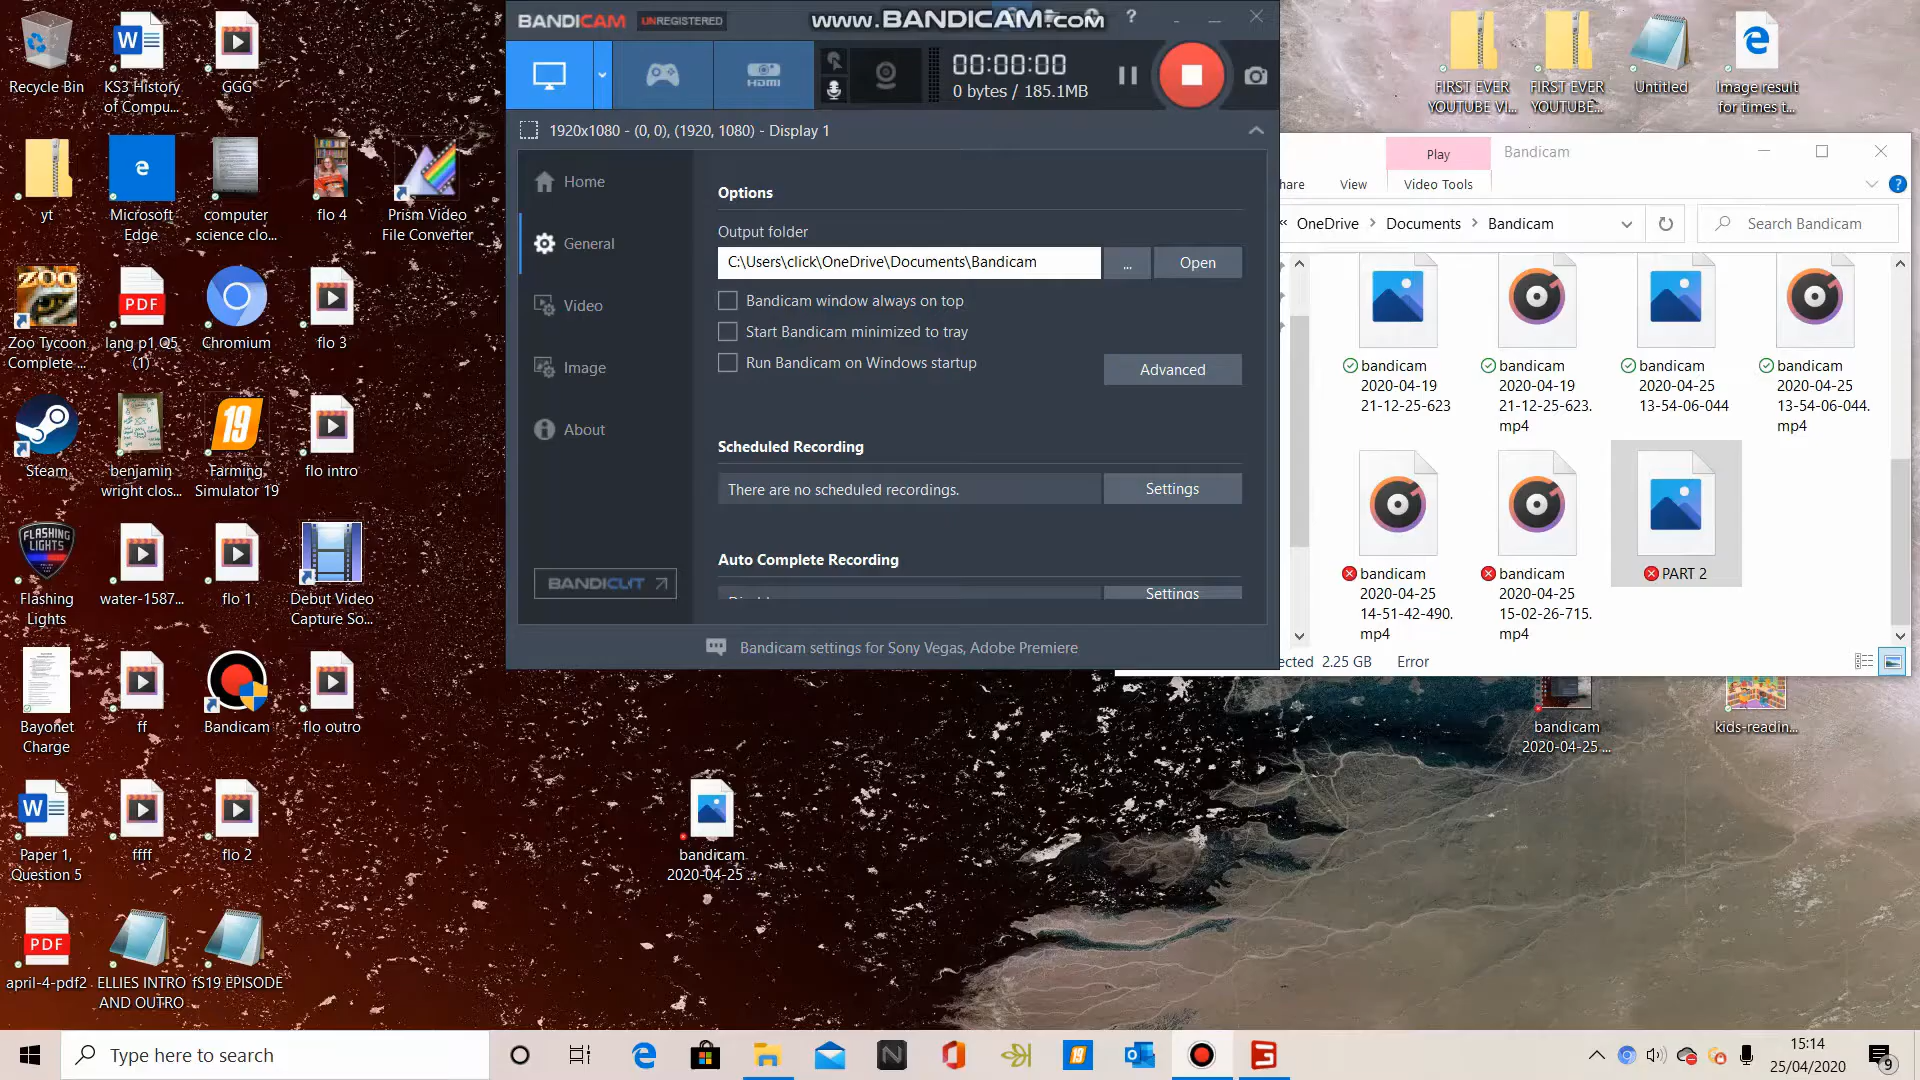 BANDICAM UNREGISTERED
www.BANDICAM.com
00:00:00
0 bytes / 185.1MB
HDMI
1920x1080 - (0, 0), (1920, 1080) - Display 1
Home
General
Video
Image
About
BANDICUT
Options
Output folder
C:\Users\click\OneDrive\Documents\Bandicam
...
Open
Bandicam window always on top
Start Bandicam minimized to tray
Run Bandicam on Windows startup
Advanced
Scheduled Recording
There are no scheduled recordings.
Settings
Auto Complete Recording
Settings
Bandicam settings for Sony Vegas, Adobe Premiere
Recycle Bin
KS3 History
of Compu...
GGG
yt
Microsoft
Edge
computer
science clo...
flo 4
Prism Video
File Converter
ZOO
Zoo Tycoon
Complete ...
PDF
lang p1 Q5
(1)
Chromium
flo 3
Steam
benjamin
wright clos...
19
Farming
Simulator 19
flo intro
FLASHING
LIGHTS
Flashing
Lights
water-1587...
flo 1
Debut Video
Capture So...
Bayonet
Charge
ff
Bandicam
flo outro
Paper 1,
Question 5
ffff
flo 2
PDF
april-4-pdf2
ELLIES INTRO
AND OUTRO
fS19 EPISODE
bandicam
2020-04-25 ...
FIRST EVER
YOUTUBE VI...
FIRST EVER
YOUTUBE...
Untitled
Image result
for times t...
Play
Bandicam
hare
View
Video Tools
« OneDrive > Documents > Bandicam
Search Bandicam
bandicam
2020-04-19
21-12-25-623
bandicam
2020-04-19
21-12-25-623.
mp4
bandicam
2020-04-25
13-54-06-044
bandicam
2020-04-25
13-54-06-044.
mp4
bandicam
2020-04-25
14-51-42-490.
mp4
bandicam
2020-04-25
15-02-26-715.
mp4
PART 2
ected 2.25 GB Error
bandicam
2020-04-25 ...
kids-readin...
Type here to search
15:14
25/04/2020
9